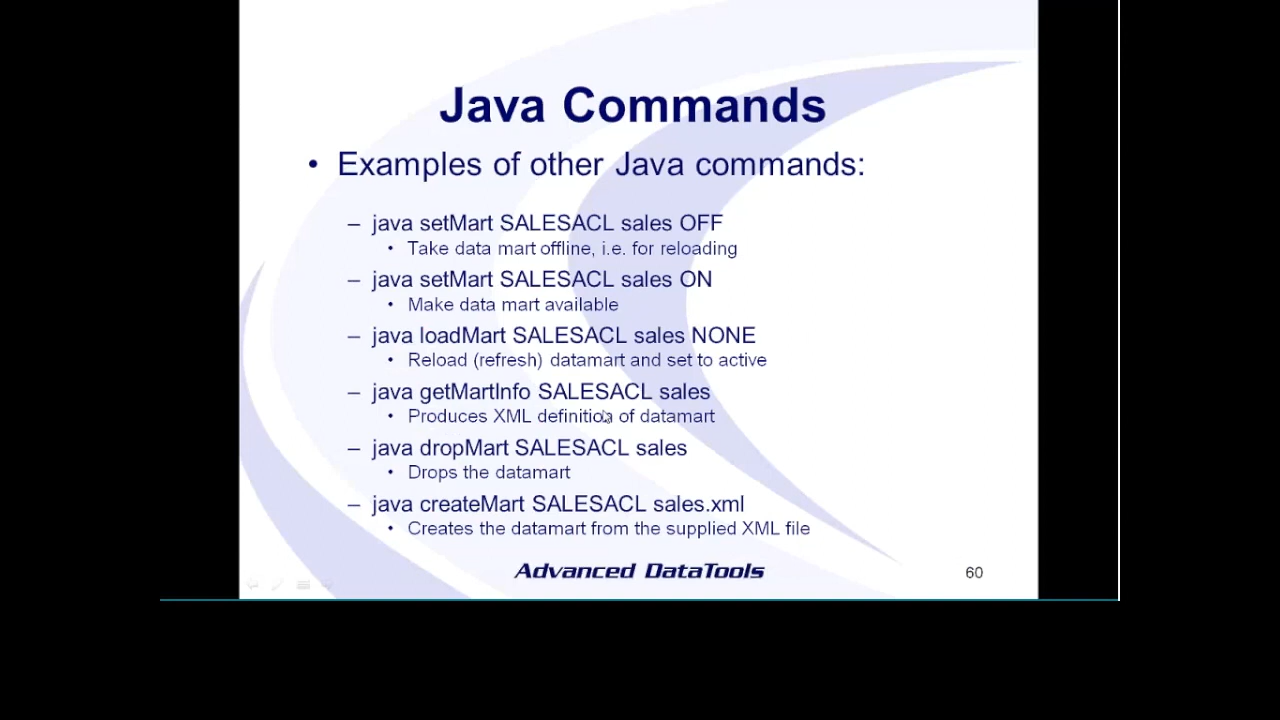 Java Commands
• Examples of other Java commands:
– java setMart SALESACL sales OFF
• Take data mart offline, i.e. for reloading
– java setMart SALESACL sales ON
• Make data mart available
– java loadMart SALESACL sales NONE
• Reload (refresh) datamart and set to active
– java getMartInfo SALESACL sales
• Produces XML definition of datamart
– java dropMart SALESACL sales
• Drops the datamart
– java createMart SALESACL sales.xml
• Creates the datamart from the supplied XML file
Advanced DataTools
60